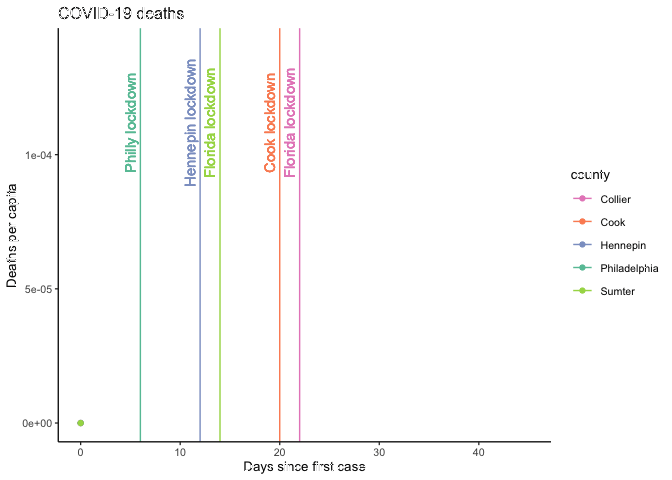 COVID-19 deaths
Deaths per capita
1e-04
5e-05
0e+00
Philly lockdown
Hennepin lockdown
Florida lockdown
Cook lockdown
Florida lockdown
0
10
20
30
40
Days since first case
county
Collier
Cook
Hennepin
Philadelphia
Sumter